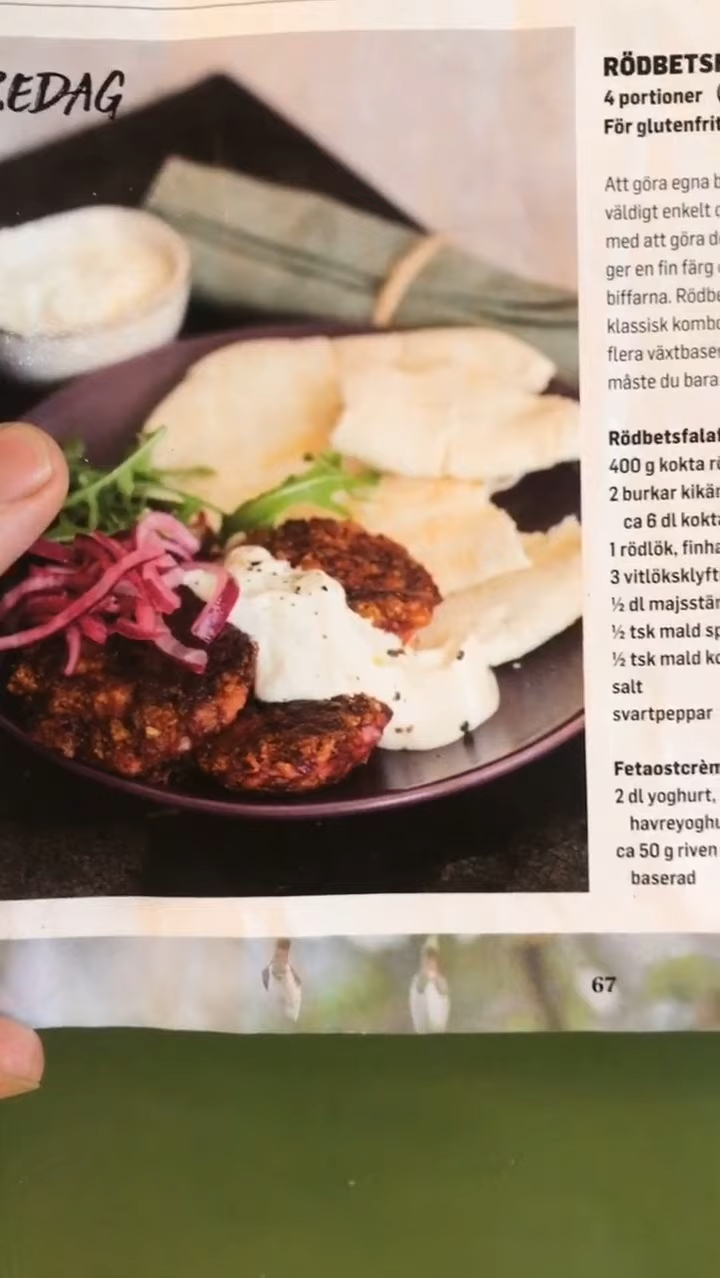 EDAG
RÖDBETS
4 portioner
För glutenfrit
Att göra egna b
väldigt enkelt
med att göra d
ger en fin färg
biffarna. Rödbe
klassisk kombo
flera växtbaser
måste du bara
Rödbetsfalaf
400 g kokta rö
2 burkar kikär
ca 6 dl kokta
1 rödlök, finha
3 vitlöksklyft
½ dl majsstär
½ tsk mald sp
½ tsk mald ko
salt
svartpeppar
Fetaostcrèm
2 dl yoghurt,
havreyoghu
ca 50 g riven
baserad
67